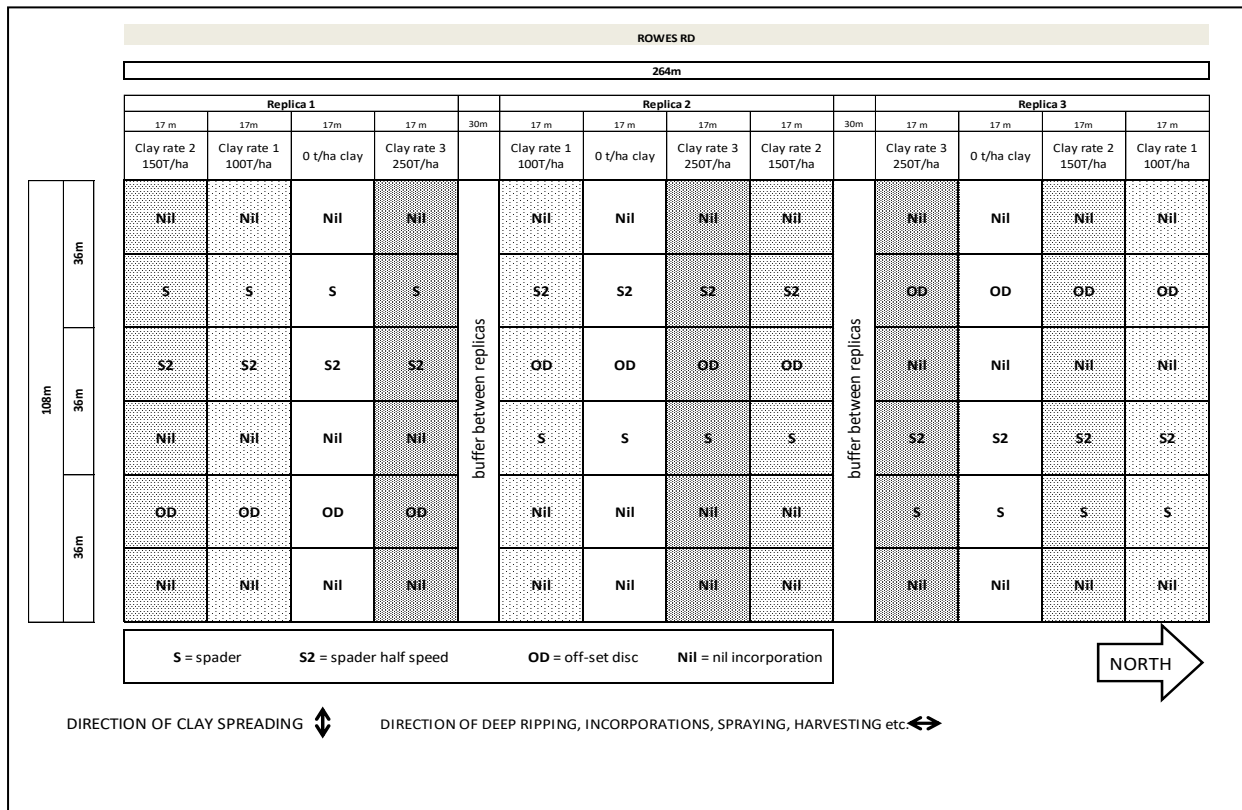 ROWES RD
264m
Replica 1 Replica 2 Replica 3
17 m 17m 17m 17 m 30m 17 m 17 m 17m 17 m 30m 17 m 17 m 17 m 17 m
Clay rate 2 Clay rate 1 0 t/ha clay Clay rate 3 Clay rate 1 0 t/ha clay Clay rate 3 Clay rate 2 Clay rate 3 0 t/ha clay Clay rate 2 Clay rate 1
150T/ha 100T/ha 250T/ha 100T/ha 250T/ha 150T/ha 250T/ha 150T/ha 100T/ha
Nil Nil Nil Nil Nil Nil Nil Nil Nil Nil Nil Nil
36m
S S S S S2 S2 S2 S2 OD OD OD OD
S2 S2 S2 S2 OD OD OD OD Nil Nil Nil Nil
108m
36m
buffer between replicas
buffer between replicas
Nil Nil Nil Nil S S S S S2 S2 S2 S2
OD OD OD OD Nil Nil Nil Nil S S S S
36m
Nil Nil Nil Nil Nil Nil Nil Nil Nil Nil Nil Nil
S = spader S2 = spader half speed OD = off-set disc Nil = nil incorporation
NORTH
DIRECTION OF CLAY SPREADING DIRECTION OF DEEP RIPPING, INCORPORATIONS, SPRAYING, HARVESTING etc.